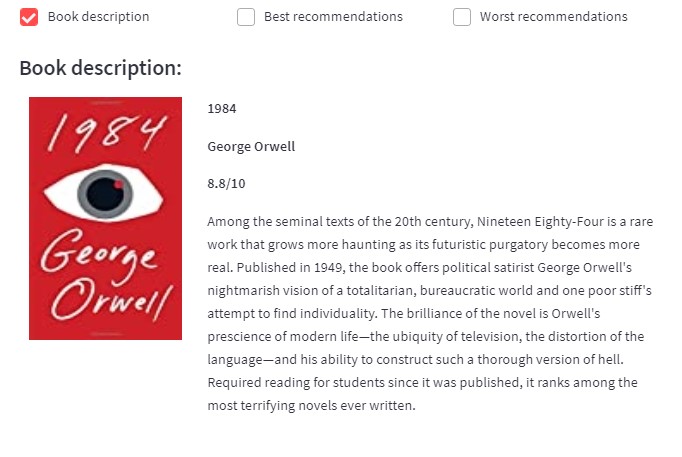 Book description
Best recommendations
Worst recommendations
Book description:
1984
George
Orwell
1984
George Orwell
8.8/10
Among the seminal texts of the 20th century, Nineteen Eighty-Four is a rare
work that grows more haunting as its futuristic purgatory becomes more
real. Published in 1949, the book offers political satirist George Orwell's
nightmarish vision of a totalitarian, bureaucratic world and one poor stiff's
attempt to find individuality. The brilliance of the novel is Orwell's
prescience of modern life—the ubiquity of television, the distortion of the
language—and his ability to construct such a thorough version of hell.
Required reading for students since it was published, it ranks among the
most terrifying novels ever written.